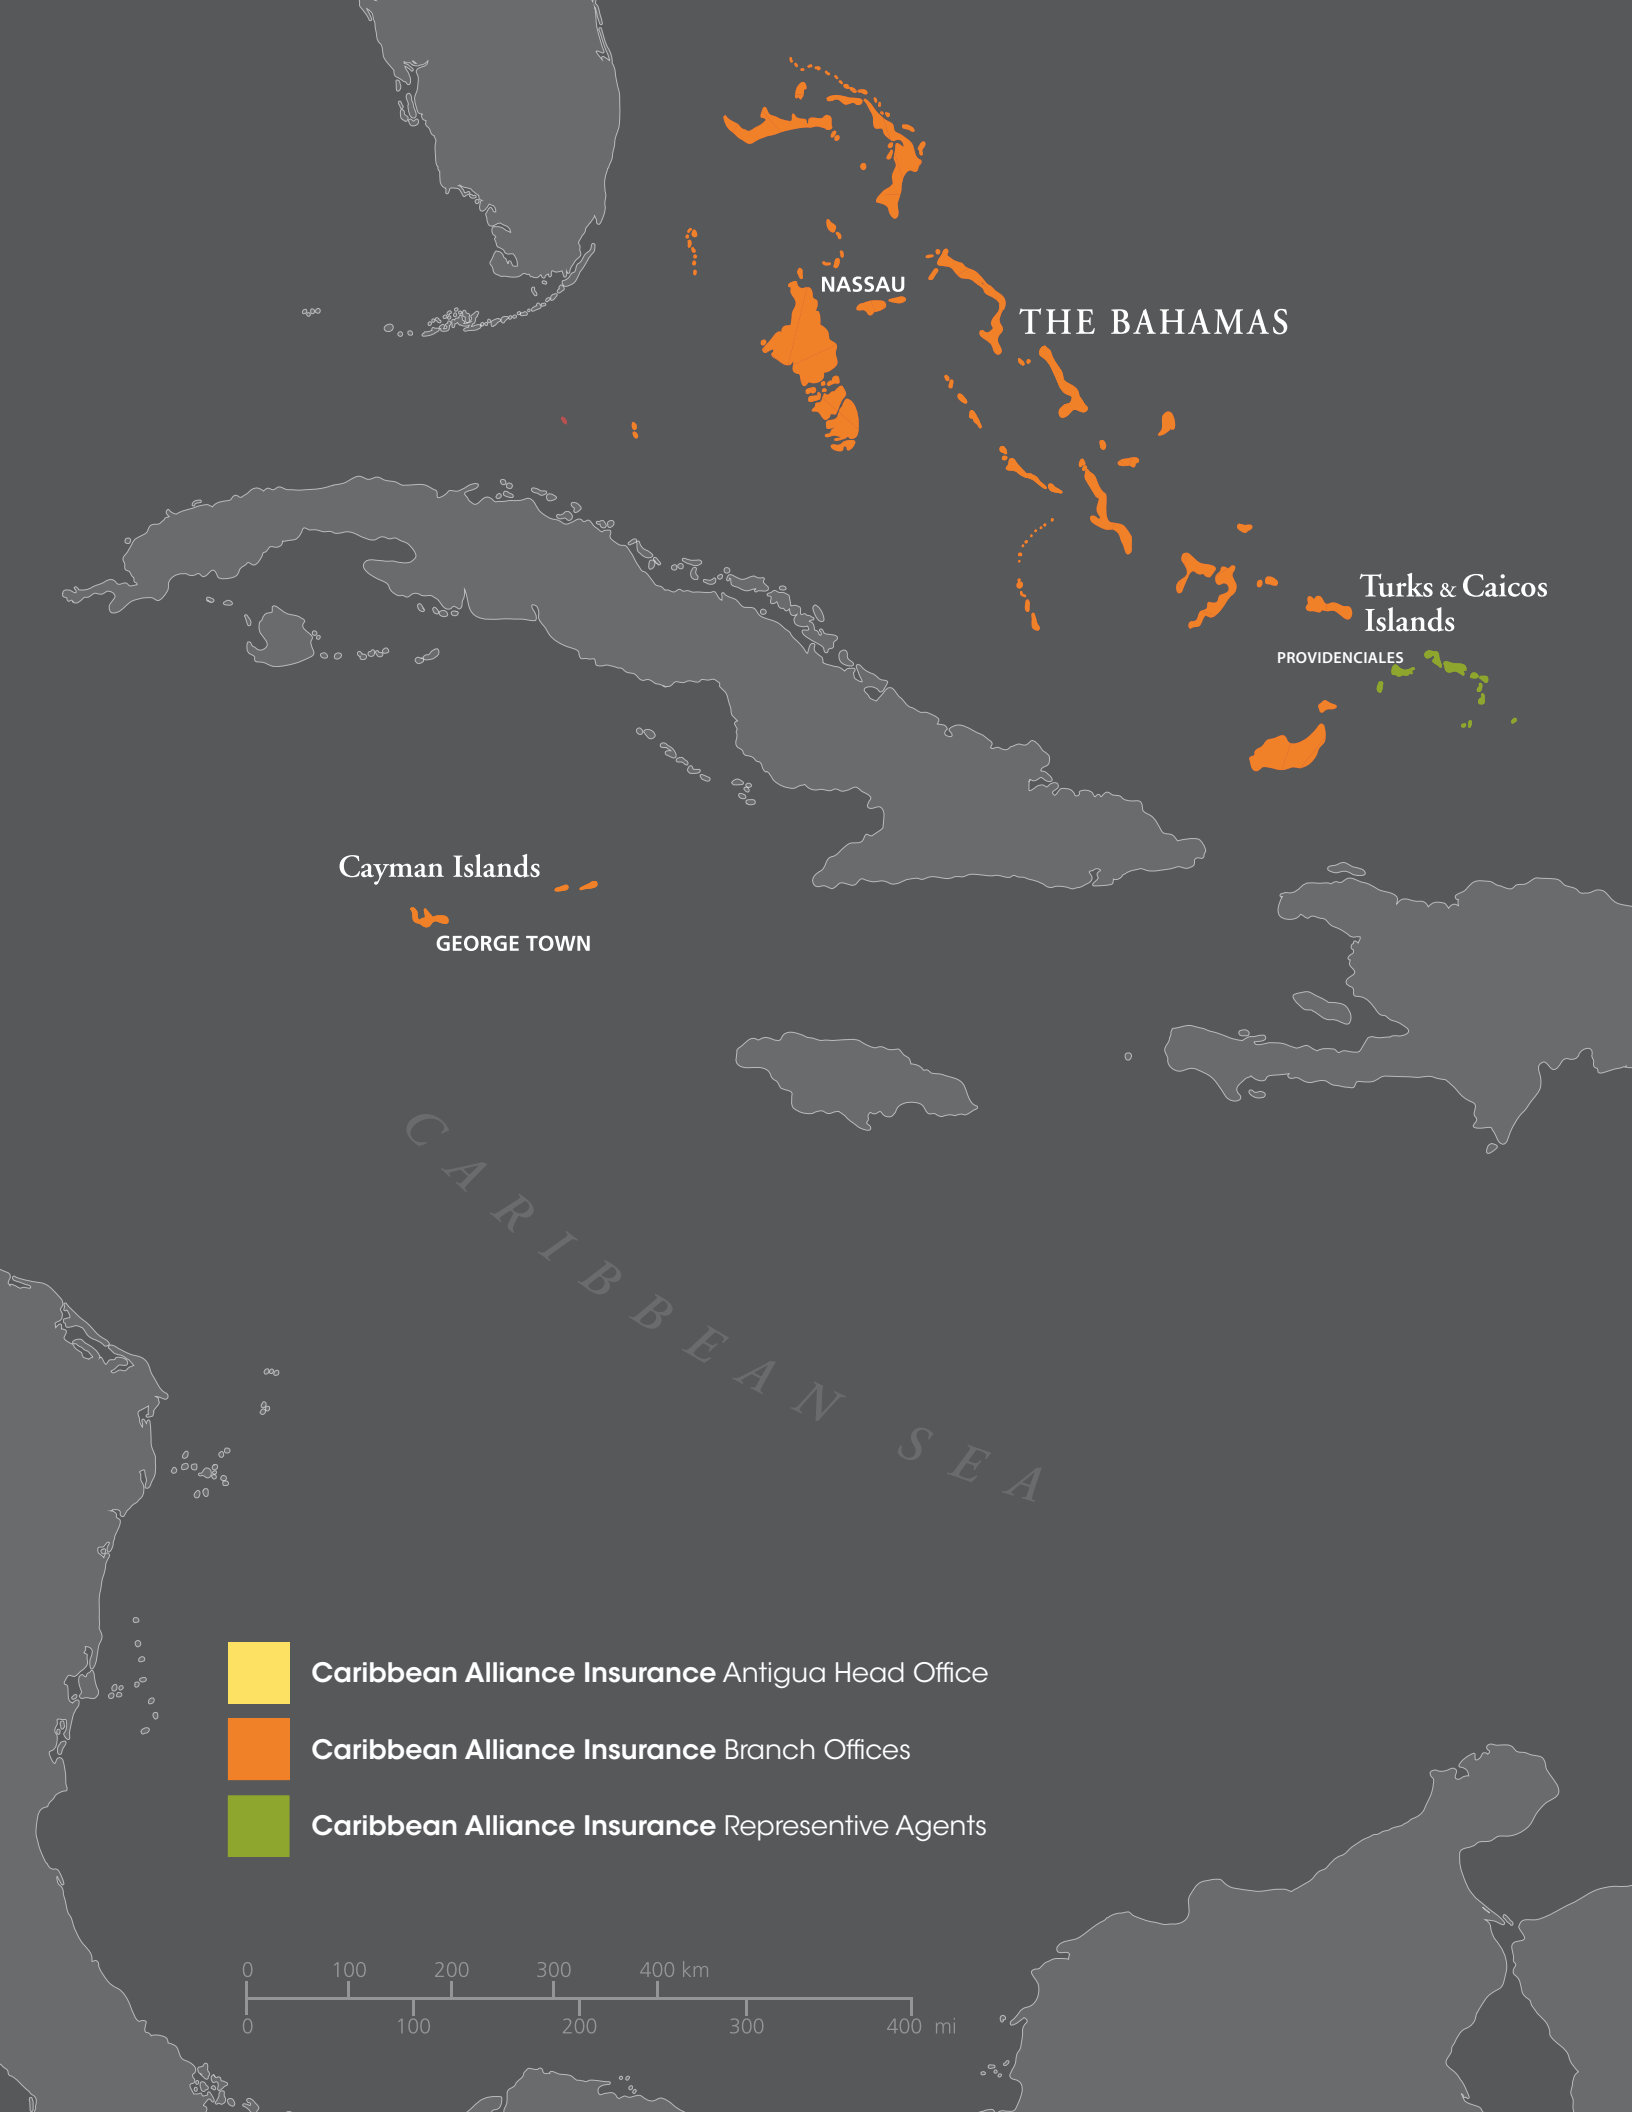 NASSAU
THE BAHAMAS
Turks & Caicos
Islands
PROVIDENCIALES
Cayman Islands
GEORGE TOWN
CARIBBEAN SEA
Caribbean Alliance Insurance Antigua Head Office
Caribbean Alliance Insurance Branch Offices
Caribbean Alliance Insurance Representive Agents
0 100 200 300 400 km
0 100 200 300 400 mi